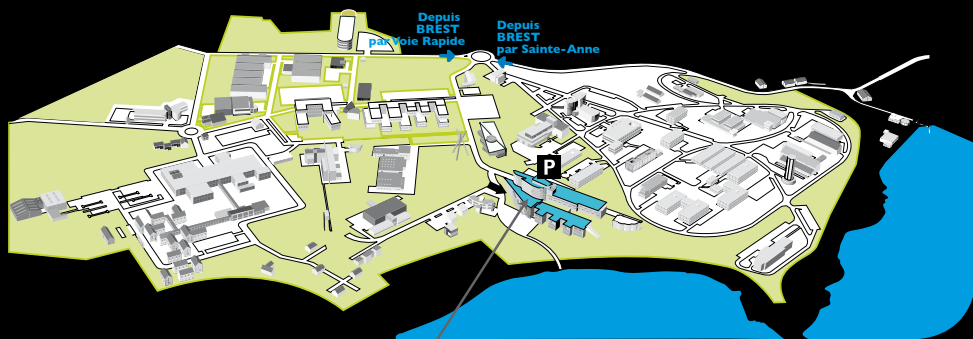 Depuis
BREST
par Voie Rapide
Depuis
BREST
par Sainte-Anne
P